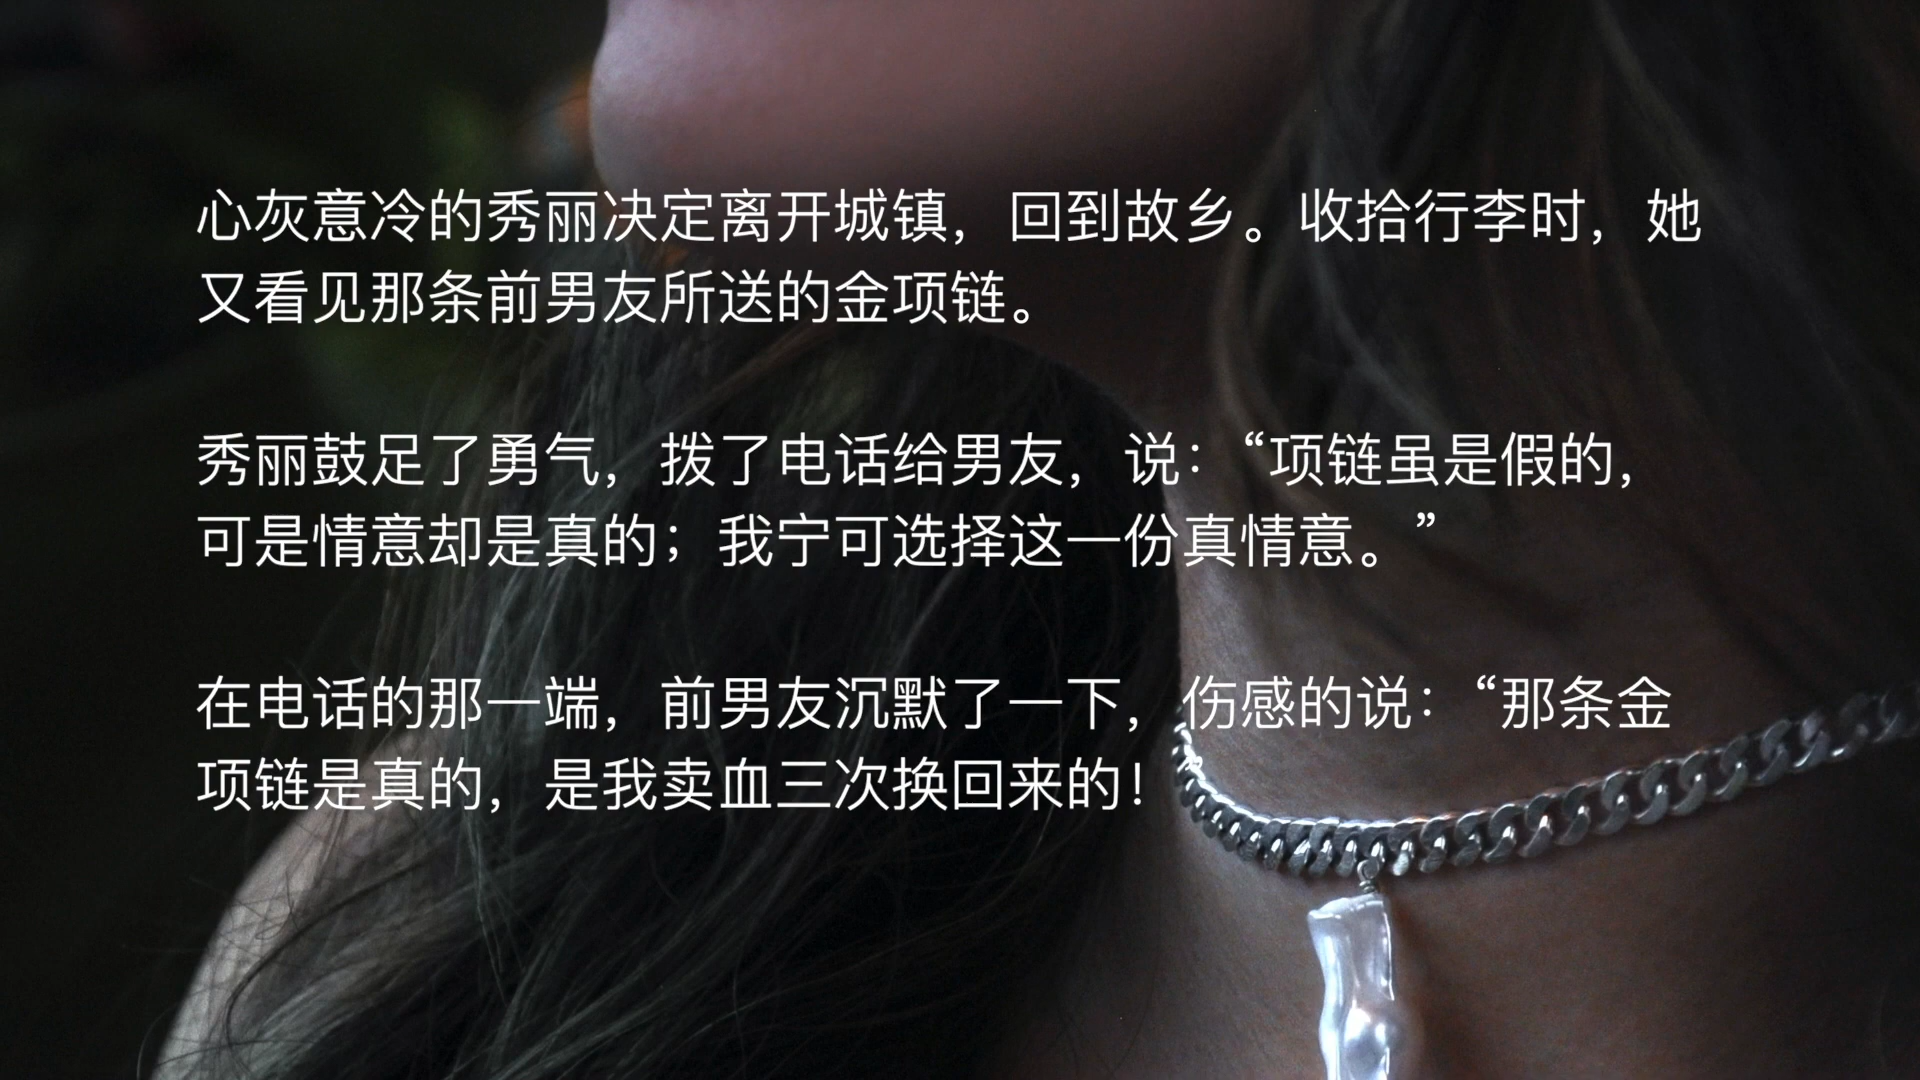 心灰意冷的秀丽决定离开城镇，回到故乡。收拾行李时，她
又看见那条前男友所送的金项链。
秀丽鼓足了勇气，拨了电话给男友，说：“项链虽是假的，
可是情意却是真的；我宁可选择这一份真情意。”
在电话的那一端，前男友沉默了一下，伤感的说：“那条金
项链是真的，是我卖血三次换回来的！